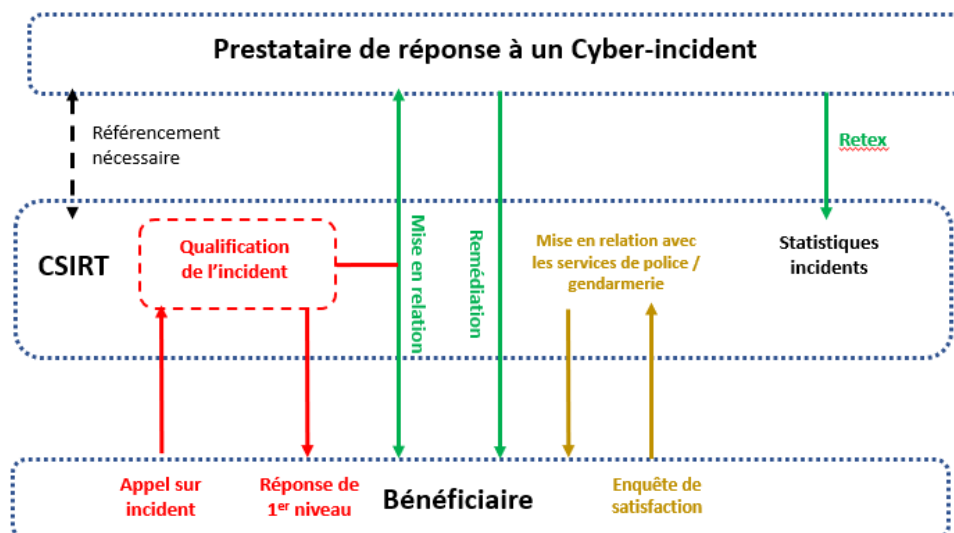 Prestataire de réponse à un Cyber-incident
Référencement
nécessaire
Retex
CSIRT
Qualification
de l'incident
Mise en relation
Remédiation
Mise en relation avec
les services de police /
gendarmerie
Statistiques
incidents
Appel sur
incident
Réponse de
1er niveau
Bénéficiaire
Enquête de
satisfaction